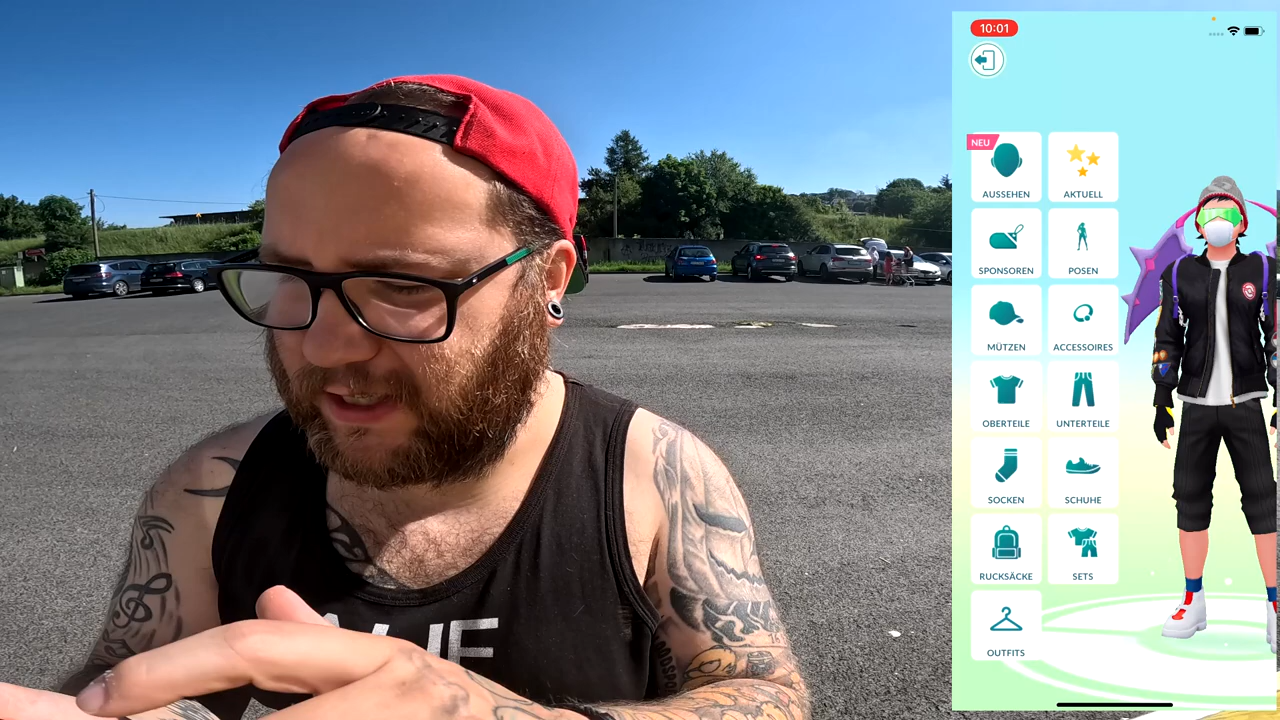 10:01
NEU
AUSSEHEN
AKTUELL
SPONSOREN
POSEN
MÜTZEN
ACCESSOIRES
OBERTEILE
UNTERTEILE
SOCKEN
SCHUHE
RUCKSÄCKE
SETS
OUTFITS